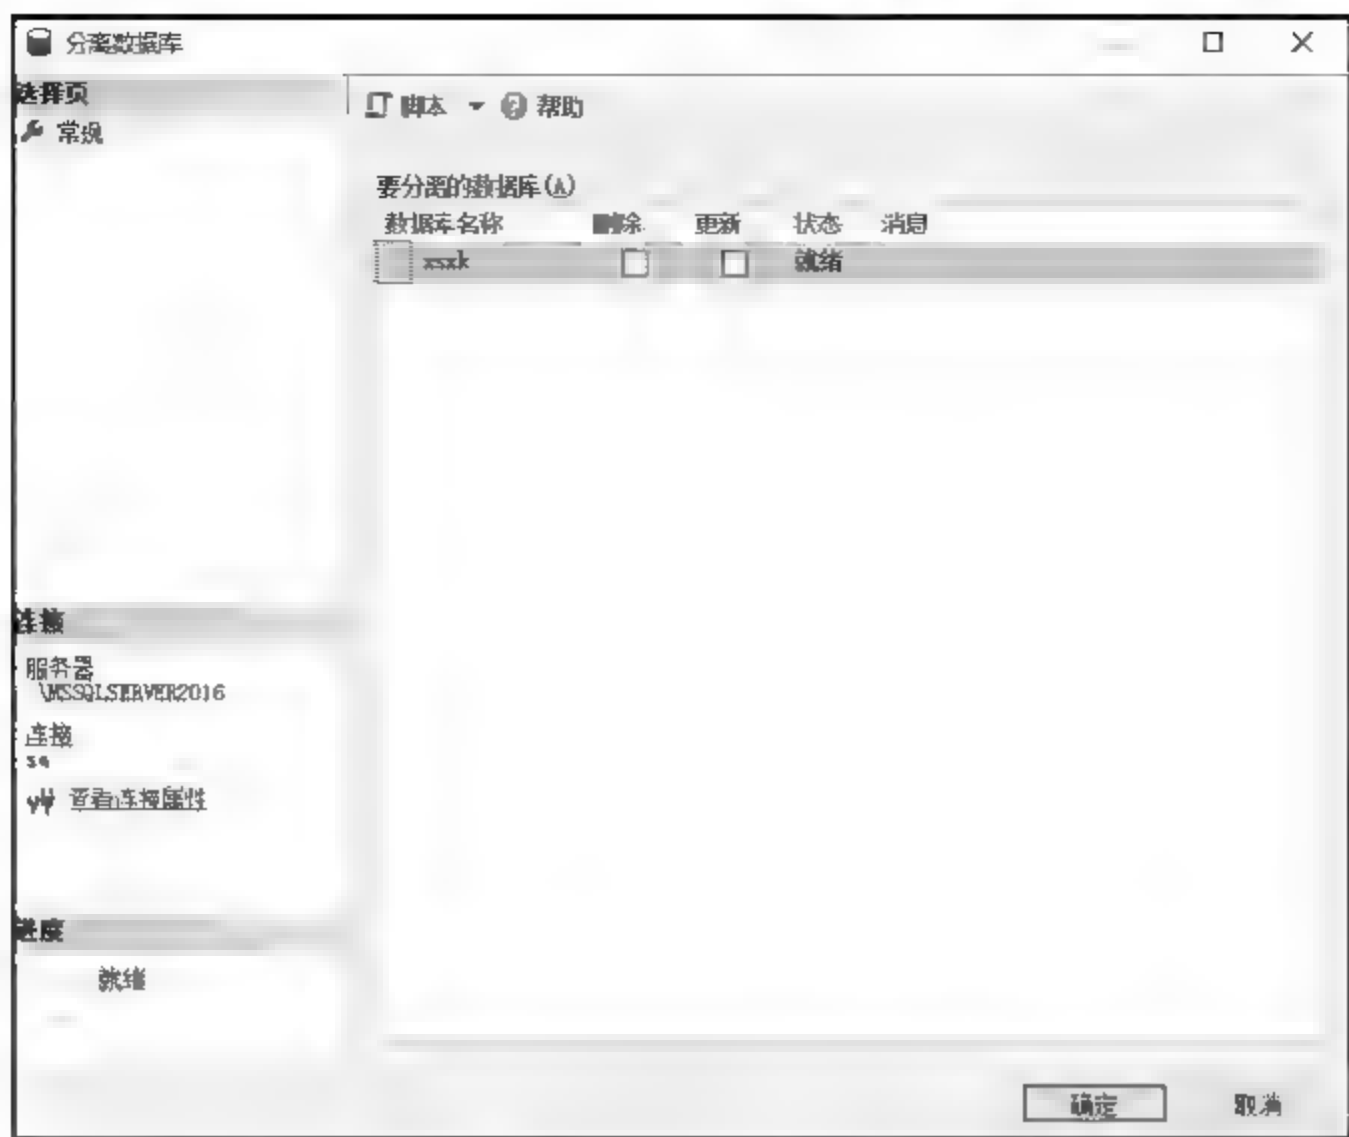 分离数据库
选择页
常规
脚本 帮助
要分离的数据库(A)
数据库名称 删除 更新 状态 消息
xsxk 就绪
连接
服务器
\MSSQLSERVER2016
连接
sa
查看连接属性
进度
就绪
确定 取消